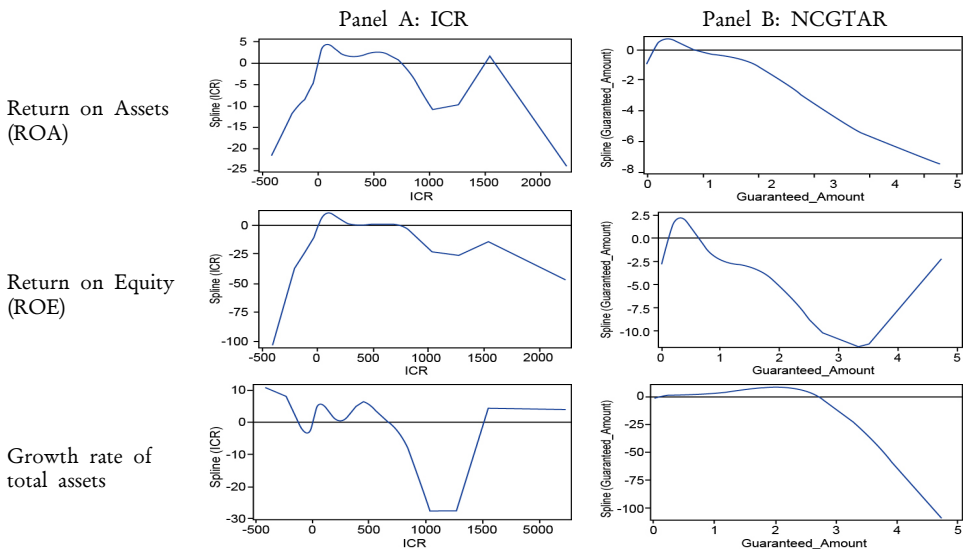 Panel A: ICR
Panel B: NCGTAR
Return on Assets
(ROA)
Spline (ICR)
5
0
-5
-10
-15
-20
-25
-500 0 500 1000 1500 2000
ICR
Spline (Guaranteed_Amount)
0
-2
-4
-6
-8
0 1 2 3 4 5
Guaranteed_Amount
Return on Equity
(ROE)
Spline (ICR)
0
-25
-50
-75
-100
-500 0 500 1000 1500 2000
ICR
Spline (Guaranteed_Amount)
2.5
0.0
-2.5
-5.0
-7.5
-10.0
0 1 2 3 4 5
Guaranteed_Amount
Growth rate of
total assets
Spline (ICR)
10
0
-10
-20
-30
-500 0 500 1000 1500 5000
ICR
Spline (Guaranteed_Amount)
0
-25
-50
-75
-100
0 1 2 3 4 5
Guaranteed_Amount